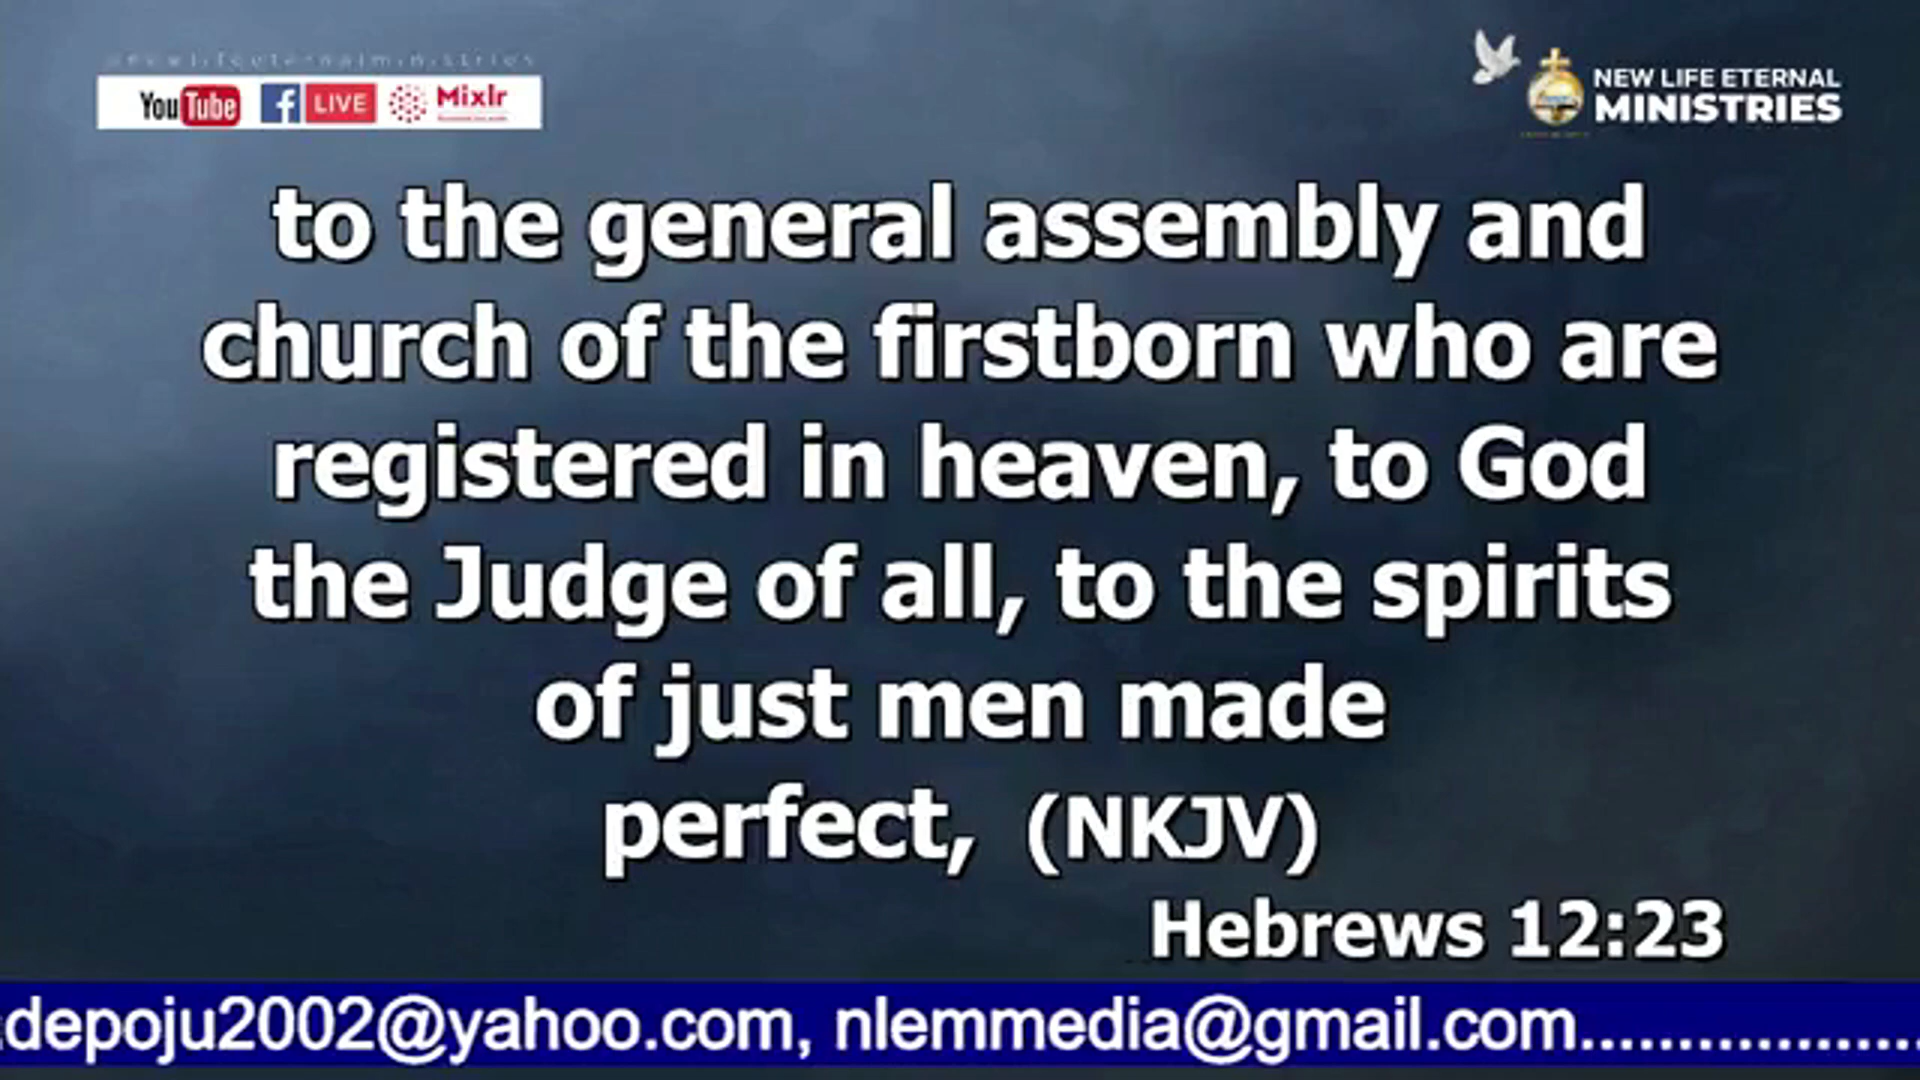 @newlifeeternalministries
YouTube f LIVE Mixlr
NEW LIFE ETERNAL
MINISTRIES
to the general assembly and
church of the firstborn who are
registered in heaven, to God
the Judge of all, to the spirits
of just men made
perfect, (NKJV)
Hebrews 12:23
depoju2002@yahoo.com, nlemmedia@gmail.com..................